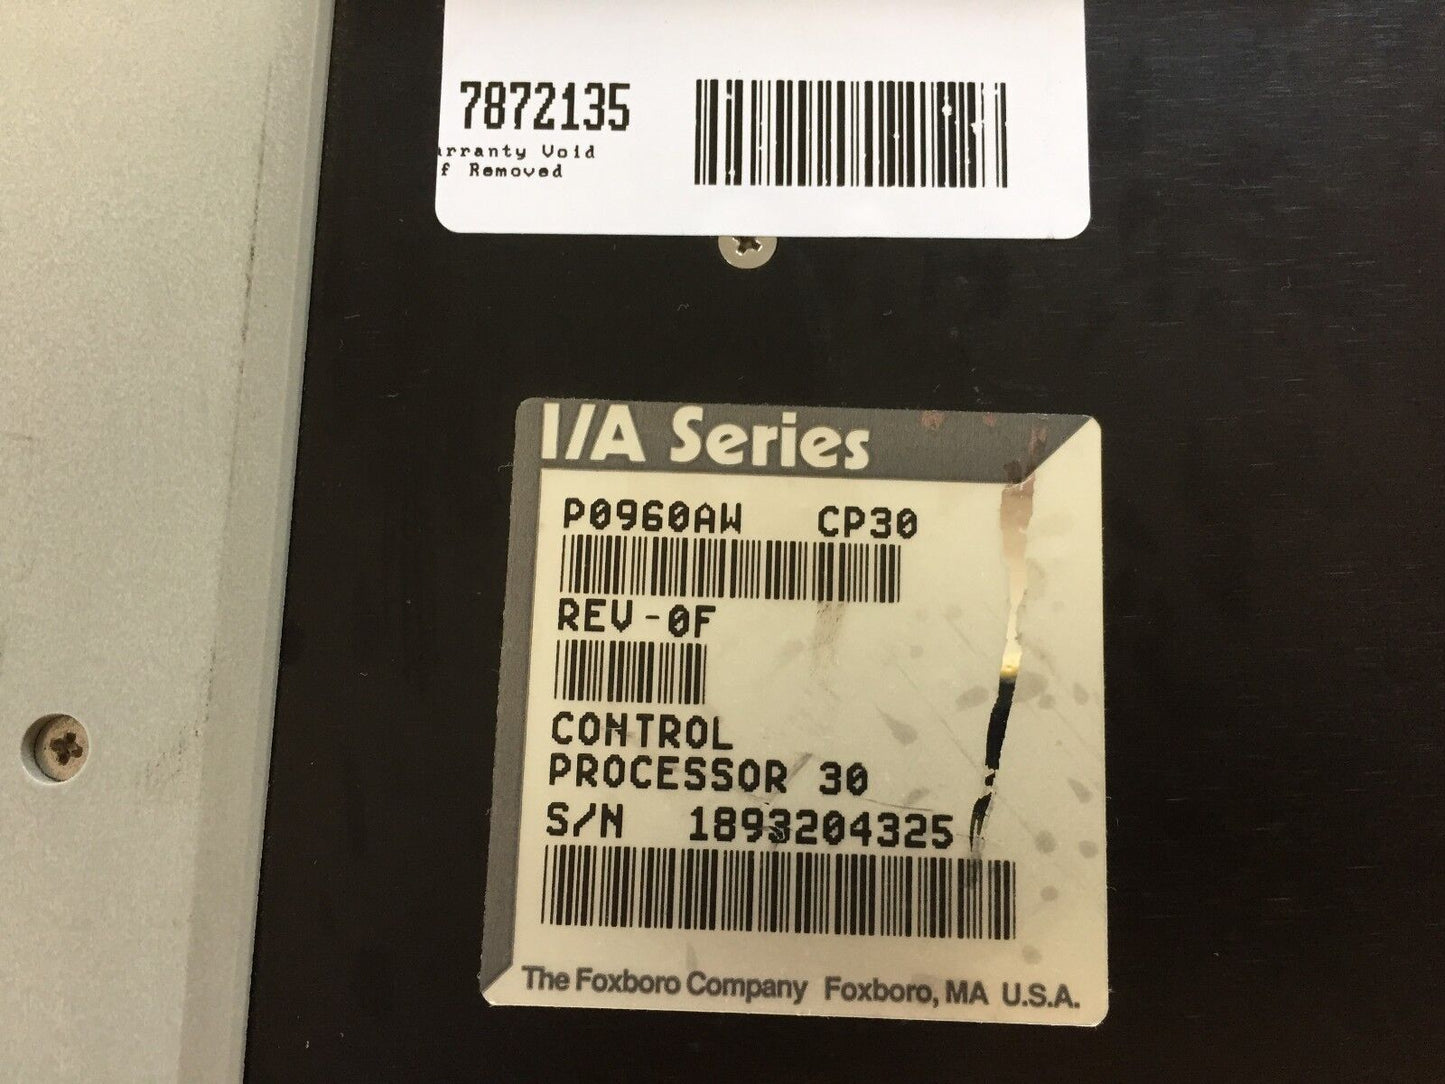 7872135
arranty Void
f Removed
I/A Series
P0960AW CP30
REV-0F
CONTROL
PROCESSOR 30
S/N 1893204325
The Foxboro Company Foxboro, MA U.S.A.